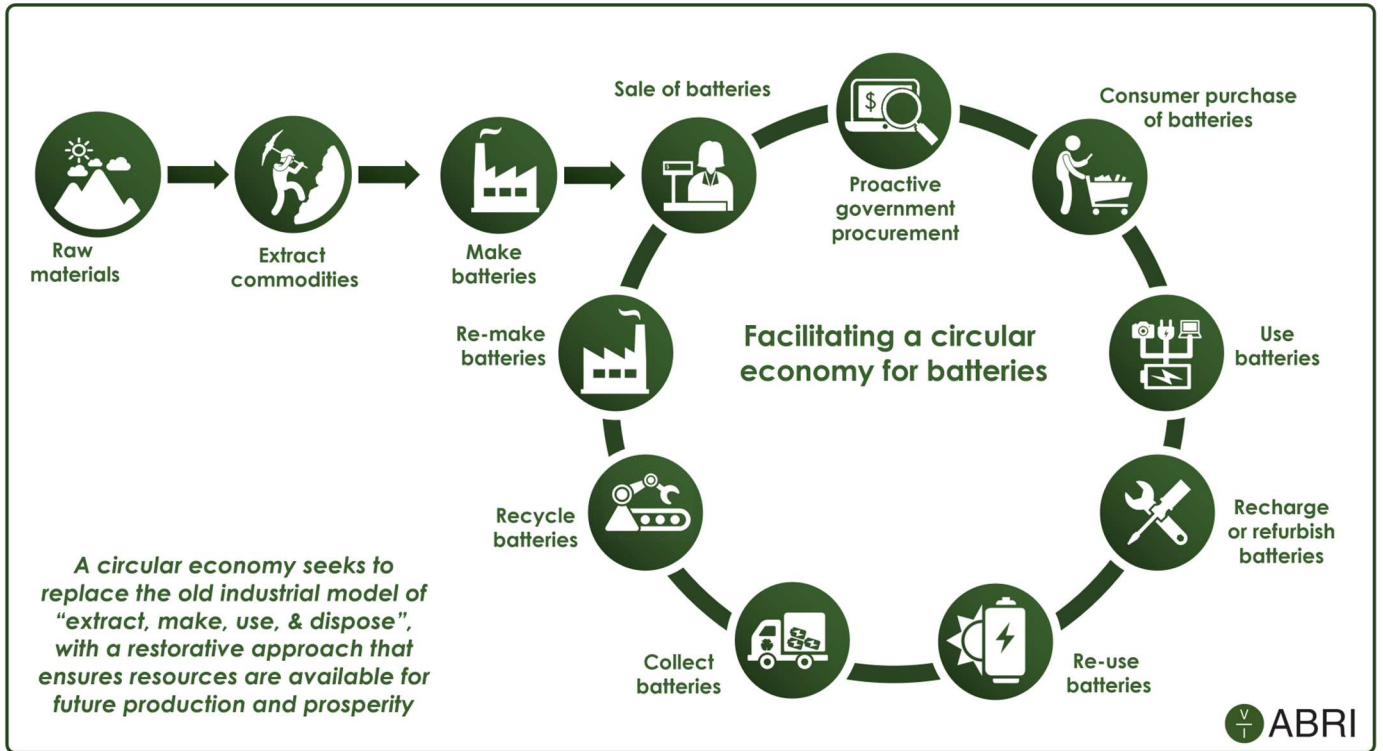 Sale of batteries
$
Consumer purchase
of batteries
Proactive
government
procurement
Raw
materials
Extract
commodities
Make
batteries
Re-make
batteries
Facilitating a circular
economy for batteries
Use
batteries
Recycle
batteries
Recharge
or refurbish
batteries
Collect
batteries
Re-use
batteries
A circular economy seeks to
replace the old industrial model of
“extract, make, use, & dispose”,
with a restorative approach that
ensures resources are available for
future production and prosperity
V
I
ABRI